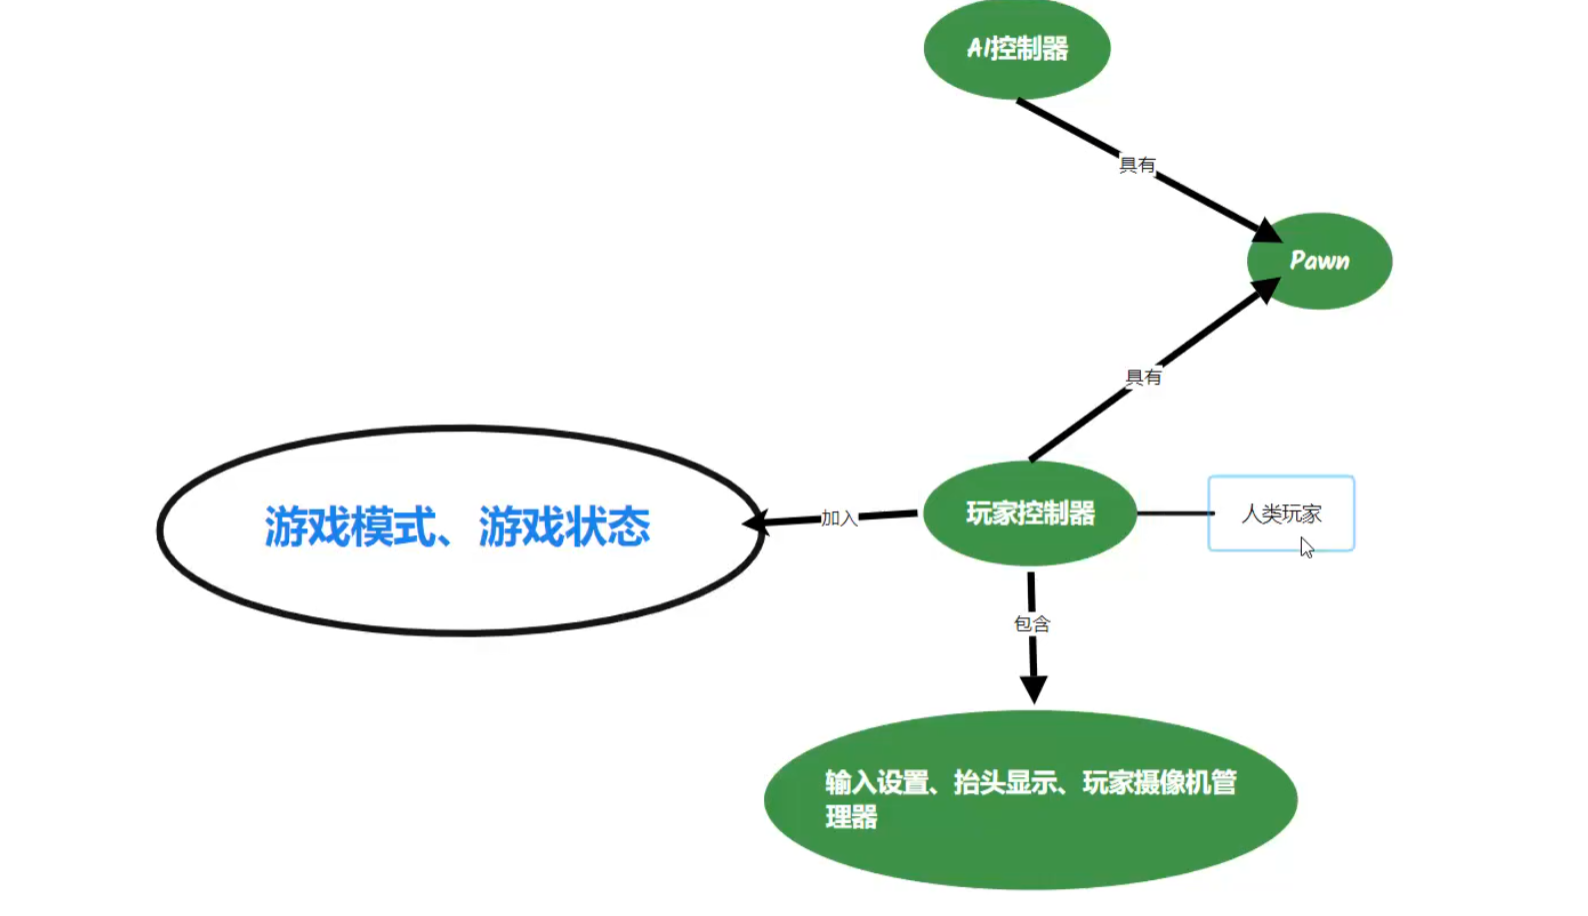 AI控制器
具有
Pawn
具有
游戏模式、游戏状态
加入
玩家控制器
人类玩家
包含
输入设置、抬头显示、玩家摄像机管
理器